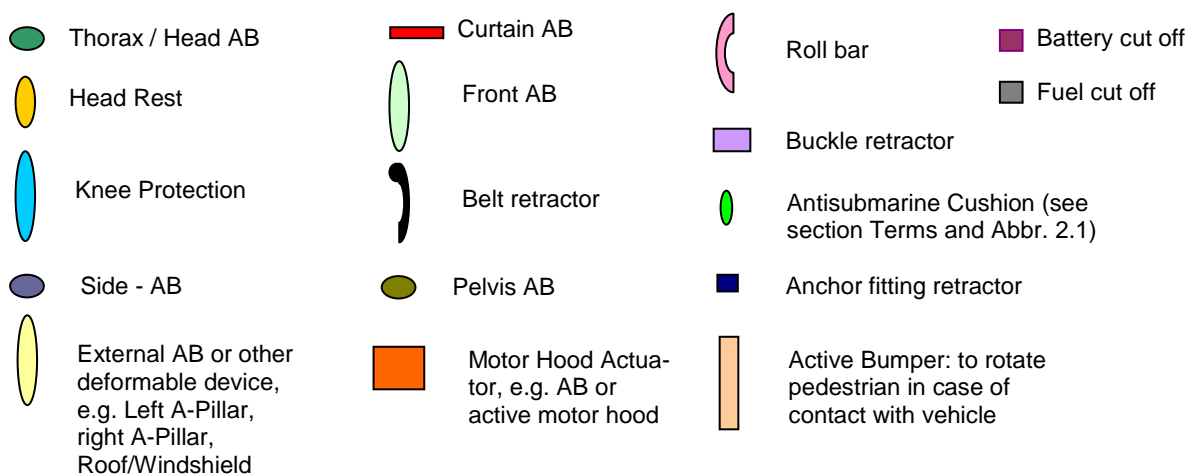 Thorax / Head AB
Head Rest
Knee Protection
Side - AB
External AB or other
deformable device,
e.g. Left A-Pillar,
right A-Pillar,
Roof/Windshield
Curtain AB
Front AB
Belt retractor
Pelvis AB
Motor Hood Actua-
tor, e.g. AB or
active motor hood
Roll bar
Buckle retractor
Antisubmarine Cushion (see
section Terms and Abbr. 2.1)
Anchor fitting retractor
Active Bumper: to rotate
pedestrian in case of
contact with vehicle
Battery cut off
Fuel cut off